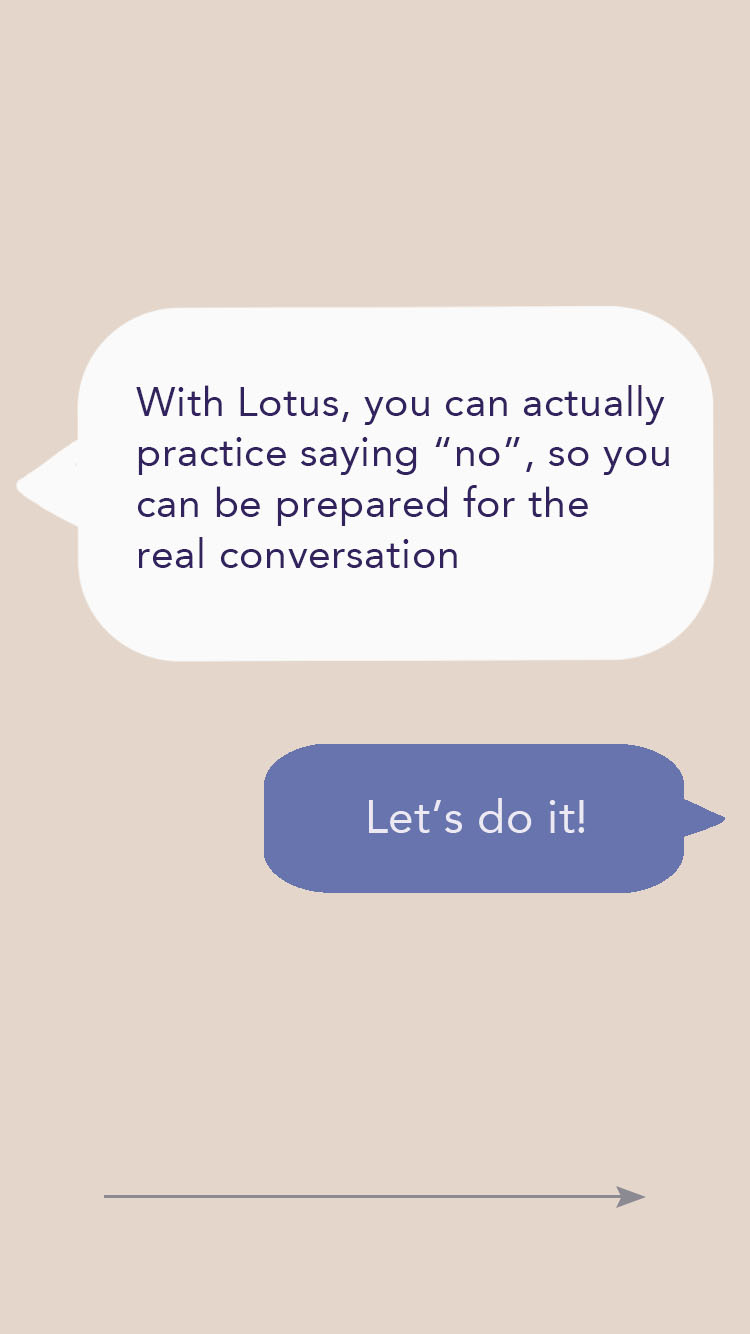 With Lotus, you can actually
practice saying “no”, so you
can be prepared for the
real conversation
Let’s do it!